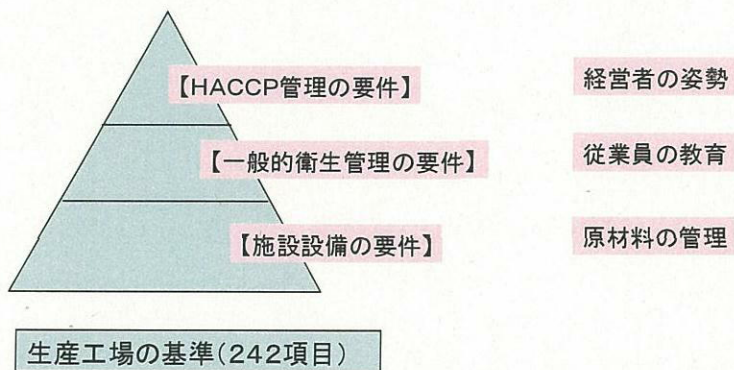 【HACCP管理の要件】
経営者の姿勢
【一般的衛生管理の要件】
従業員の教育
【施設設備の要件】
原材料の管理
生産工場の基準(242項目)